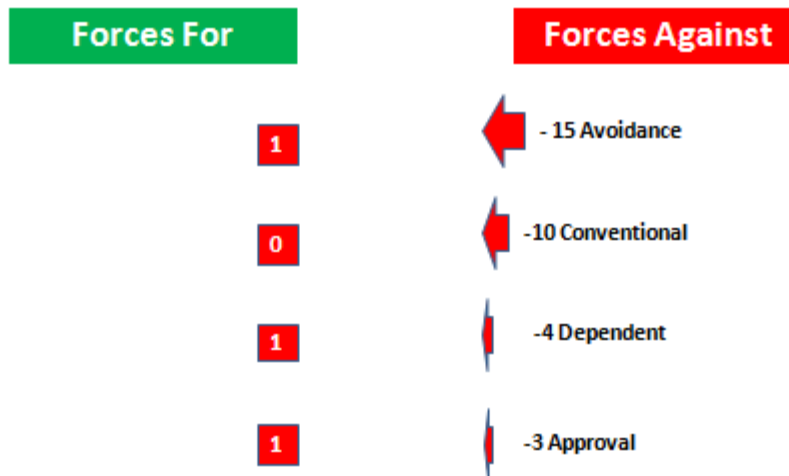 Forces For
Forces Against
1
- 15 Avoidance
0
-10 Conventional
1
-4 Dependent
1
-3 Approval